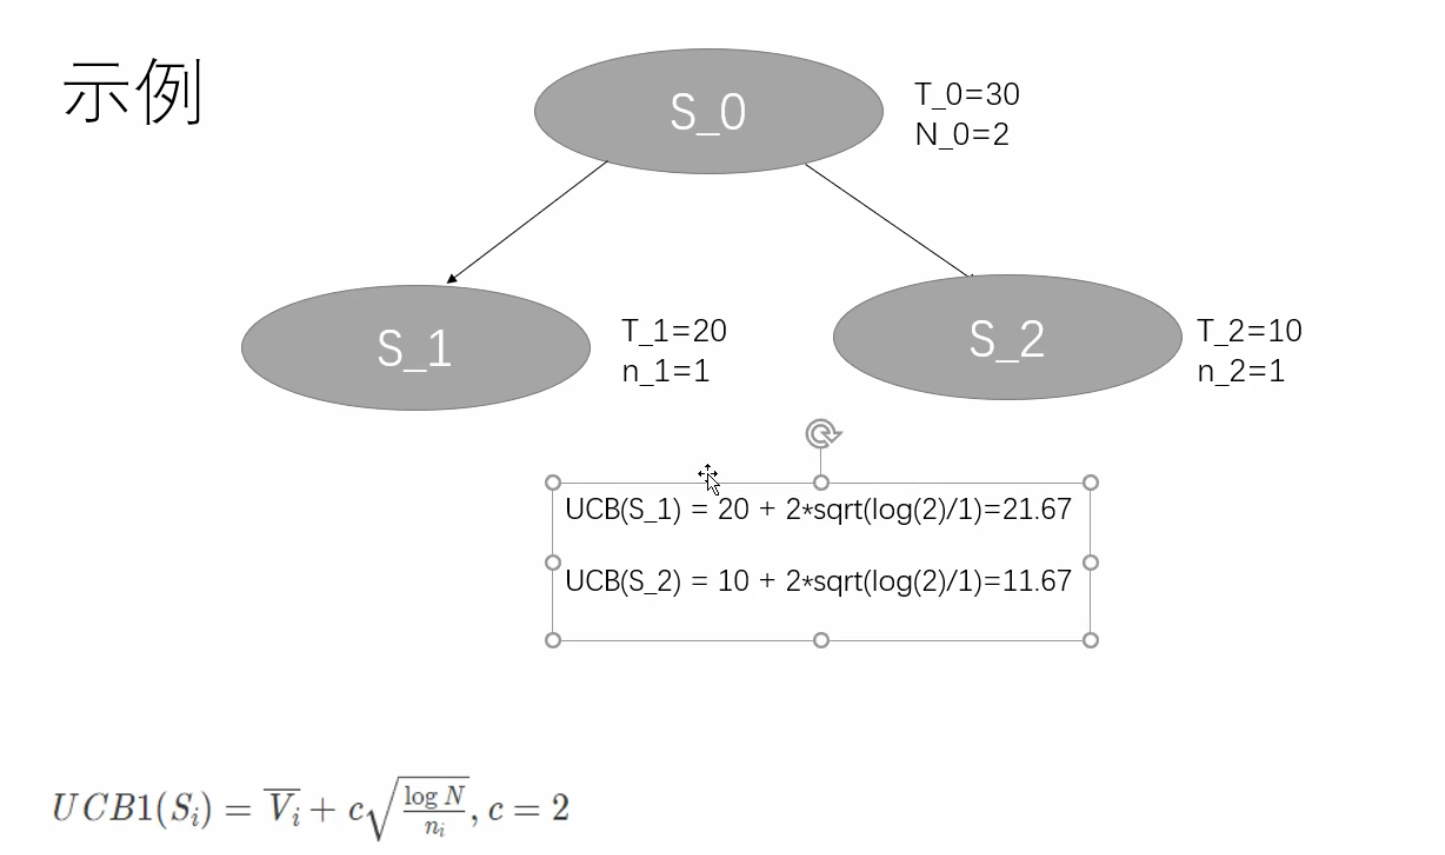 示例
S_0
T_0=30
N_0=2
S_1
T_1=20
n_1=1
S_2
T_2=10
n_2=1
UCB(S_1) = 20 + 2*sqrt(log(2)/1)=21.67
UCB(S_2) = 10 + 2*sqrt(log(2)/1)=11.67
$UCB1(S_i) = \overline{V_i} + c\sqrt{\frac{\log N}{n_i}}, c = 2$